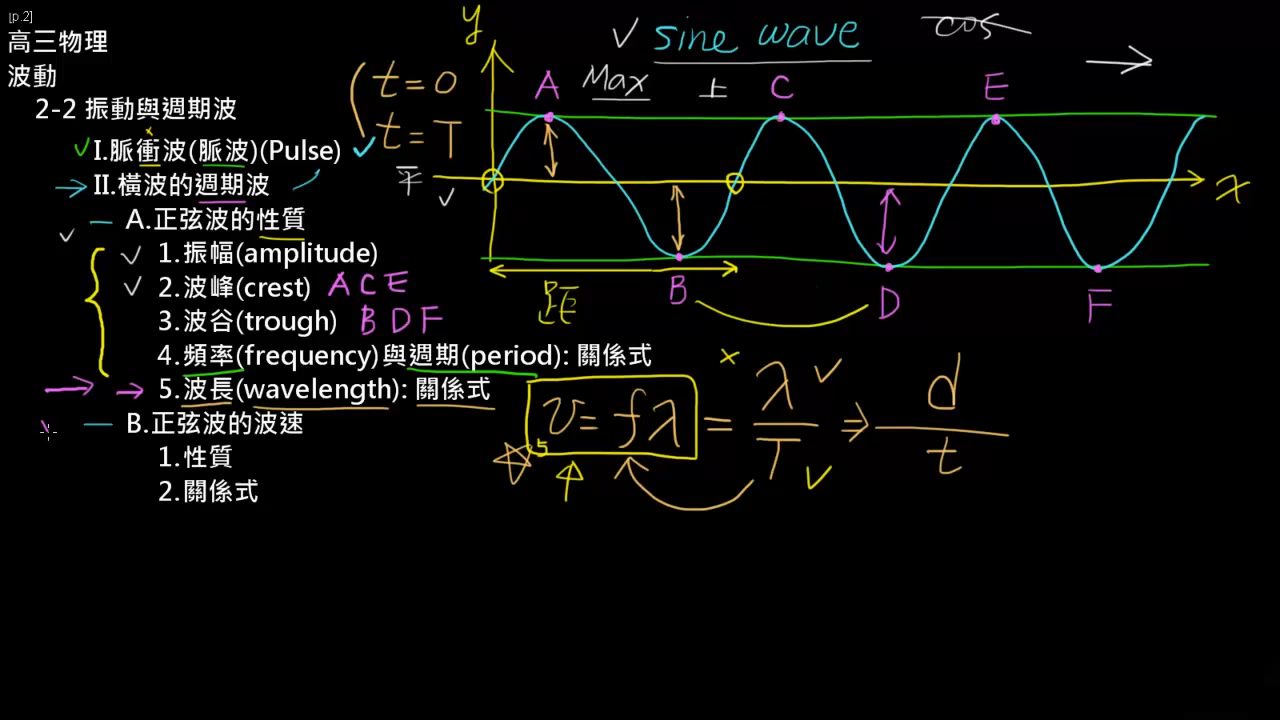 [p.2]
高三物理
波動
2-2 振動與週期波
I.脈衝波(脈波)(Pulse)
II.橫波的週期波
A.正弦波的性質
1.振幅(amplitude)
2.波峰(crest) A C E
3.波谷(trough) B D F
4.頻率(frequency)與週期(period): 關係式
5.波長(wavelength): 關係式
B.正弦波的波速
1.性質
2.關係式
t=0
t=T
y
sine wave
cos
Max 上
A C E
平
x
距 B D F
v=fλ = λ/T ⇒ d/t
5